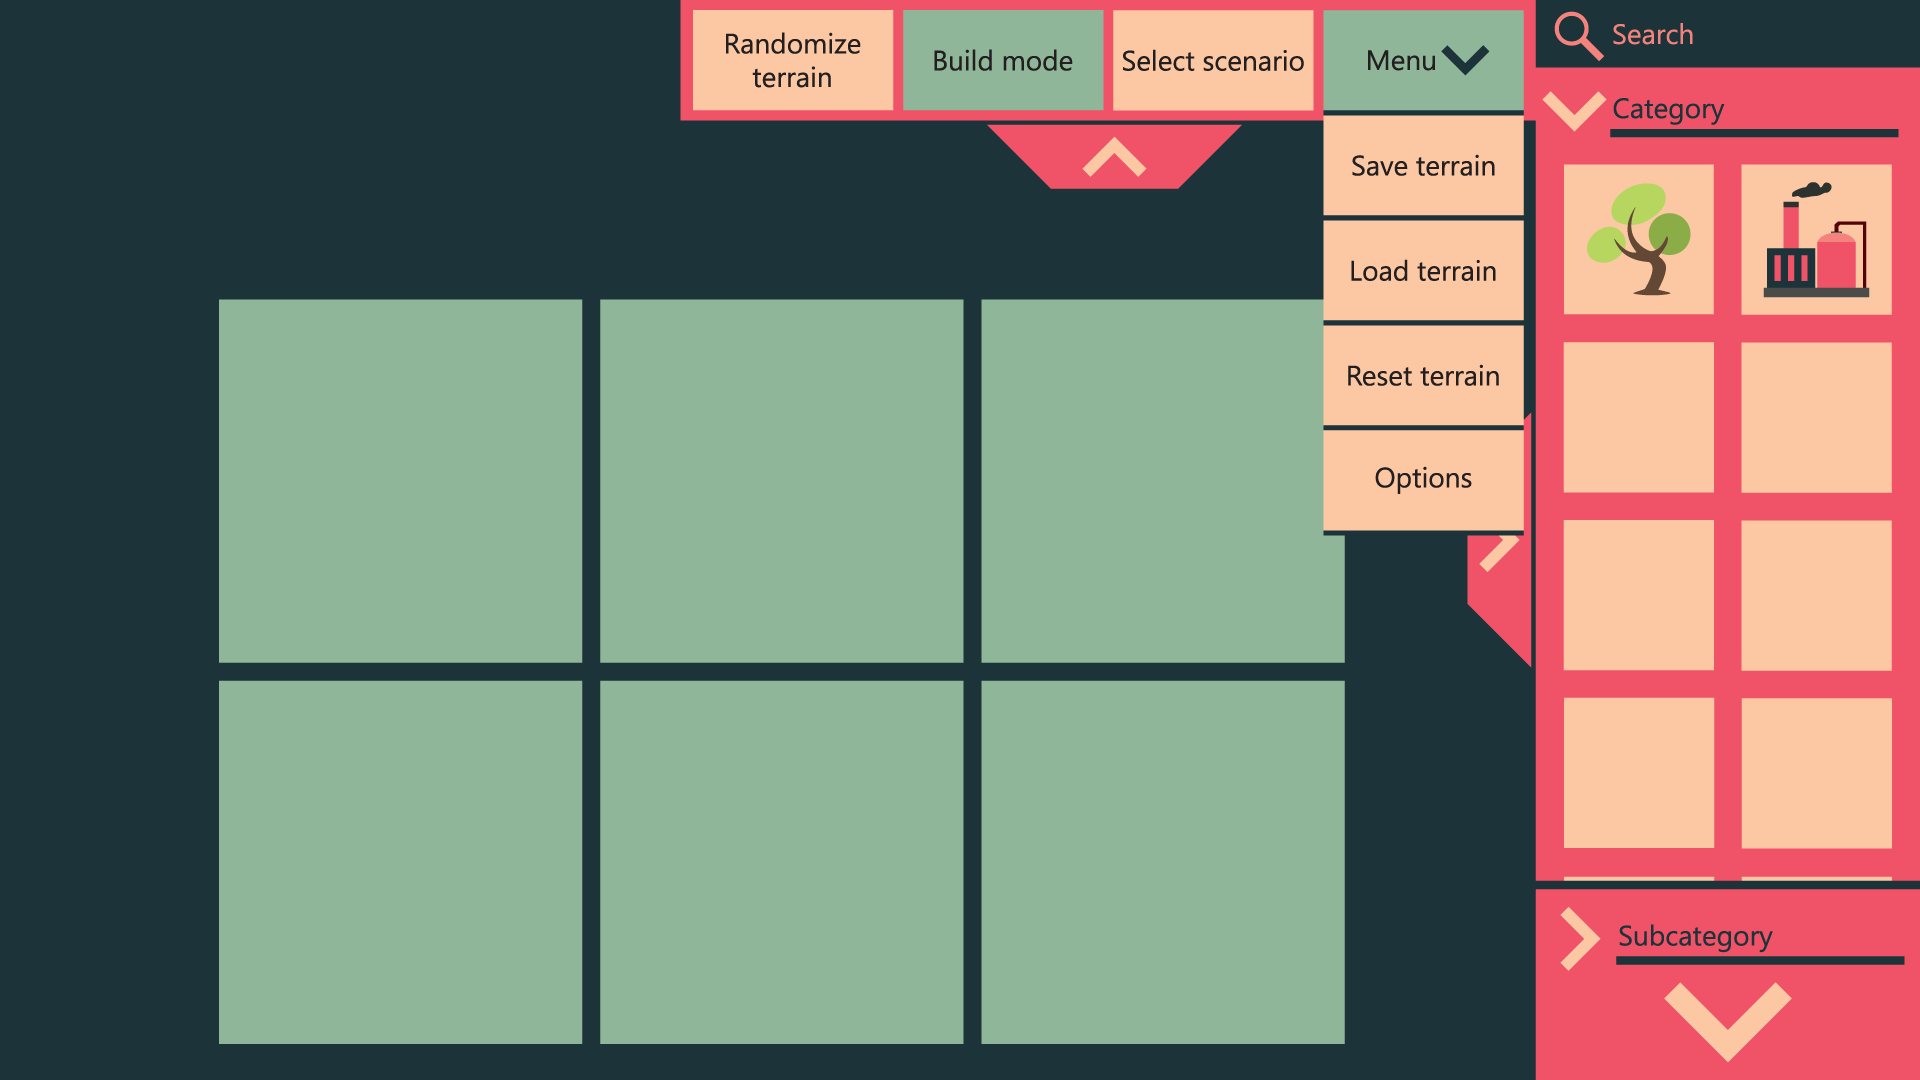 Randomize
terrain
Build mode
Select scenario
Menu
Search
Category
Save terrain
Load terrain
Reset terrain
Options
Subcategory